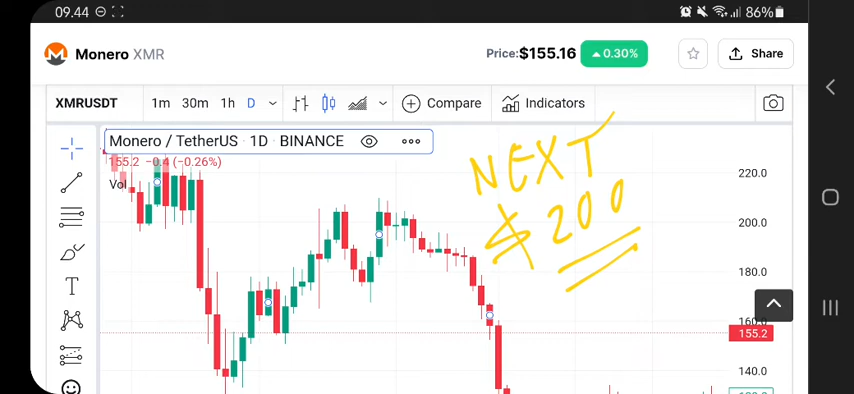 09.44
86%
Monero XMR
Price: $155.16
0.30%
Share
XMRUSDT
1m 30m 1h D
Compare
Indicators
Monero / TetherUS · 1D · BINANCE
155.2 −0.4 (−0.26%)
Vol
NEXT
$200
220.0
200.0
180.0
160.0
155.2
140.0